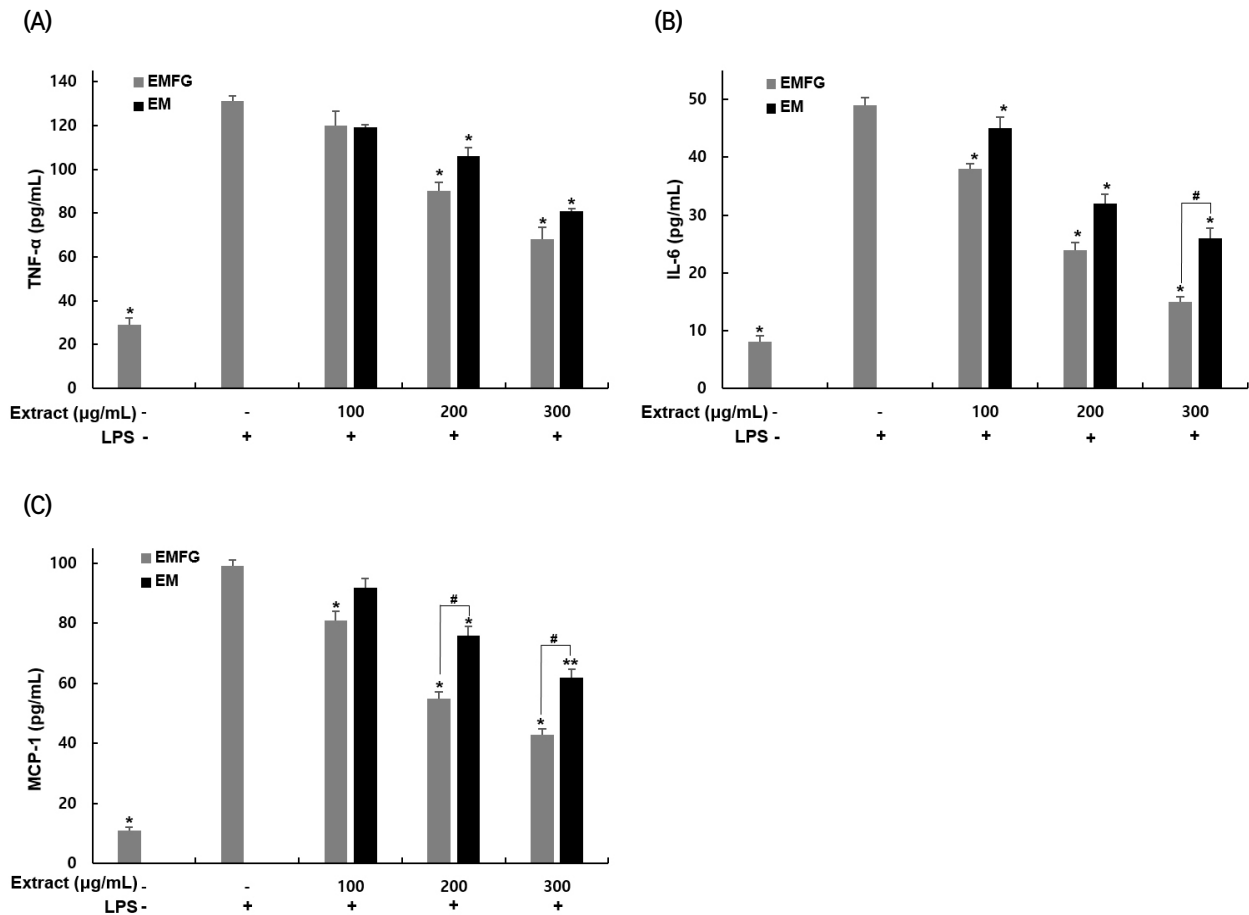 (A)
EMFG
EM
TNF-α (pg/mL)
140
120
100
80
60
40
20
0
* * * * *
Extract (µg/mL) - - 100 200 300
LPS - + + + +
(B)
EMFG
EM
IL-6 (pg/mL)
50
40
30
20
10
0
* * * * * * *
#
Extract (µg/mL) - - 100 200 300
LPS - + + + +
(C)
EMFG
EM
MCP-1 (pg/mL)
100
80
60
40
20
0
* * * * * **
# #
Extract (µg/mL) - - 100 200 300
LPS - + + + +